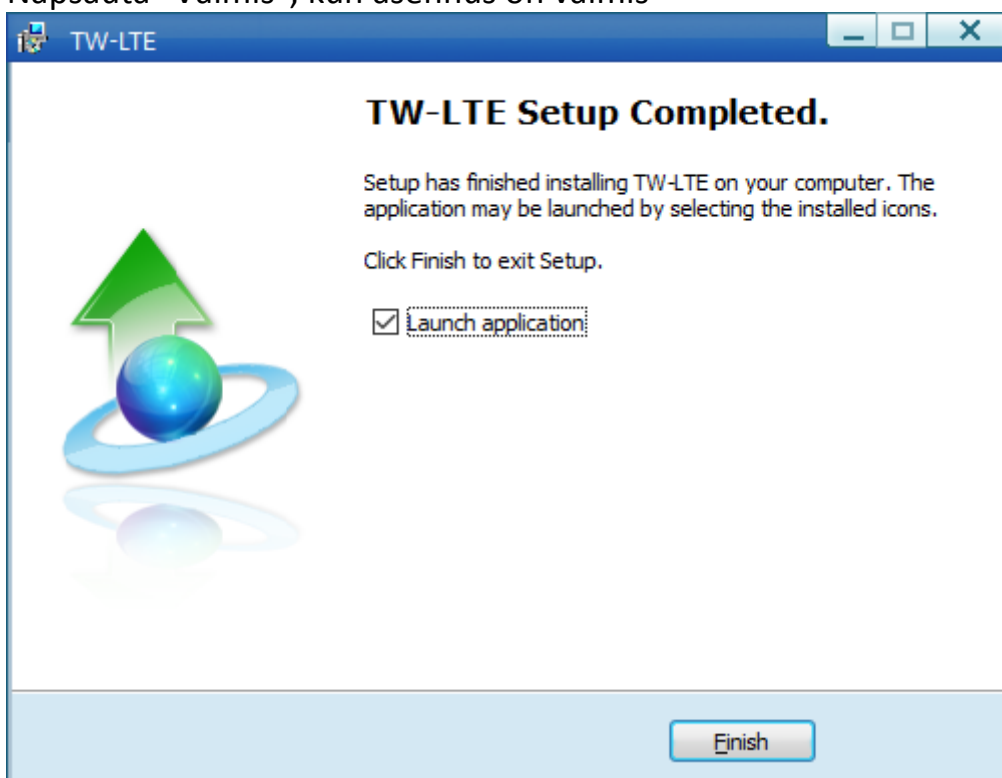 Napsauta "Valmis", kun asennus on valmis
TW-LTE
TW-LTE Setup Completed.
Setup has finished installing TW-LTE on your computer. The
application may be launched by selecting the installed icons.
Click Finish to exit Setup.
Launch application
Finish